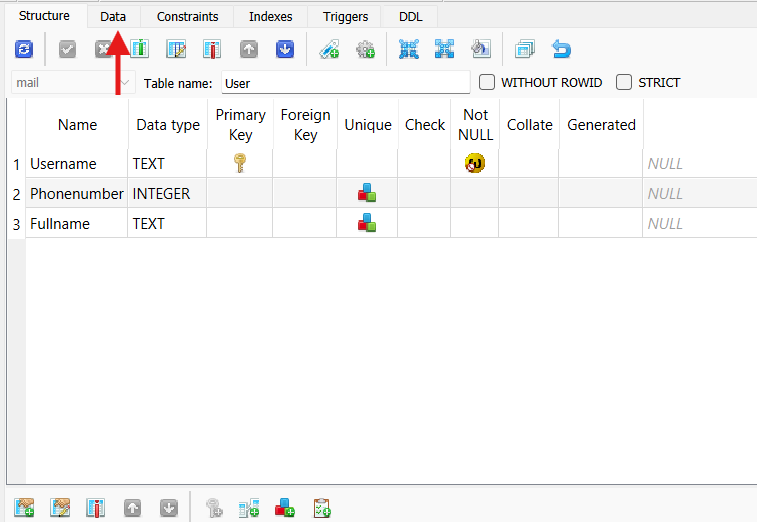 Structure Data Constraints Indexes Triggers DDL
mail Table name: User WITHOUT ROWID STRICT
Name Data type Primary Key Foreign Key Unique Check Not NULL Collate Generated
1 Username TEXT NULL
2 Phonenumber INTEGER NULL
3 Fullname TEXT NULL